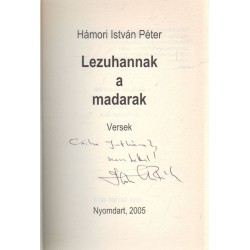 Hámori István Péter
Lezuhannak
a
madarak
Versek
Nyomdart, 2005